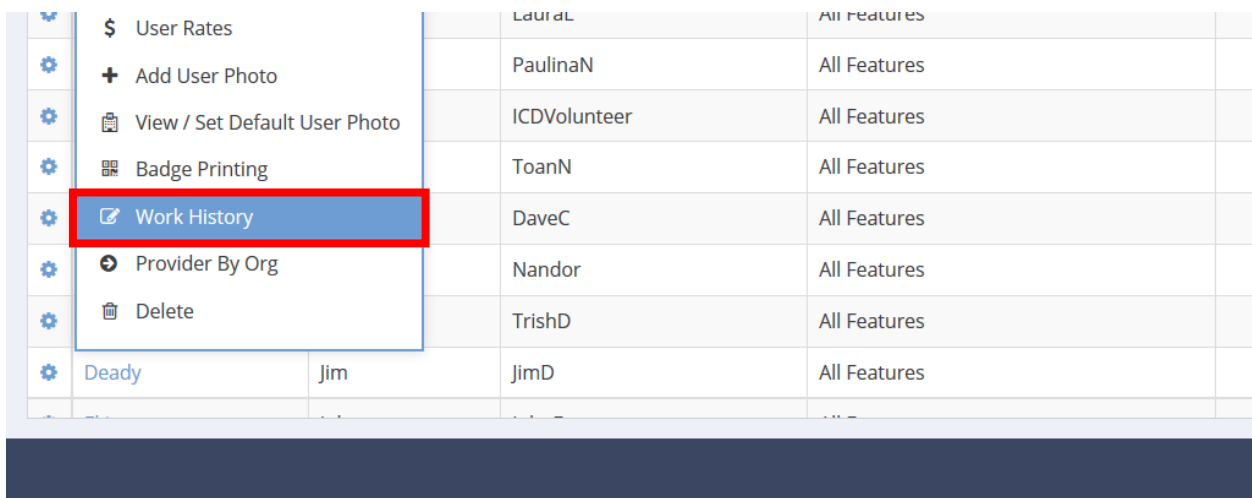 $ User Rates
LauraL
All Features
Add User Photo
PaulinaN
All Features
View / Set Default User Photo
ICDVolunteer
All Features
Badge Printing
ToanN
All Features
Work History
DaveC
All Features
Provider By Org
Nandor
All Features
Delete
TrishD
All Features
Deady
Jim
JimD
All Features